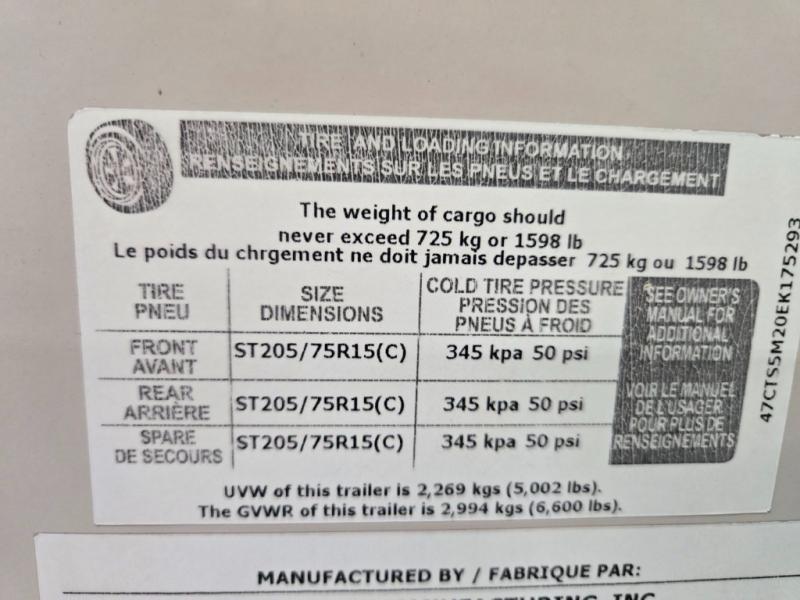 TIRE AND LOADING INFORMATION
RENSEIGNEMENTS SUR LES PNEUS ET LE CHARGEMENT
The weight of cargo should
never exceed 725 kg or 1598 lb
Le poids du chrgement ne doit jamais depasser 725 kg ou 1598 lb
TIRE
PNEU
SIZE
DIMENSIONS
COLD TIRE PRESSURE
PRESSION DES
PNEUS À FROID
FRONT
AVANT
ST205/75R15(C)
345 kpa 50 psi
REAR
ARRIÈRE
ST205/75R15(C)
345 kpa 50 psi
SPARE
DE SECOURS
ST205/75R15(C)
345 kpa 50 psi
SEE OWNER'S
MANUAL FOR
ADDITIONAL
INFORMATION
VOIR LE MANUEL
DE L'USAGER
POUR PLUS DE
RENSEIGNEMENTS
47CTS5M20EK175293
UVW of this trailer is 2,269 kgs (5,002 lbs).
The GVWR of this trailer is 2,994 kgs (6,600 lbs).
MANUFACTURED BY / FABRIQUE PAR: